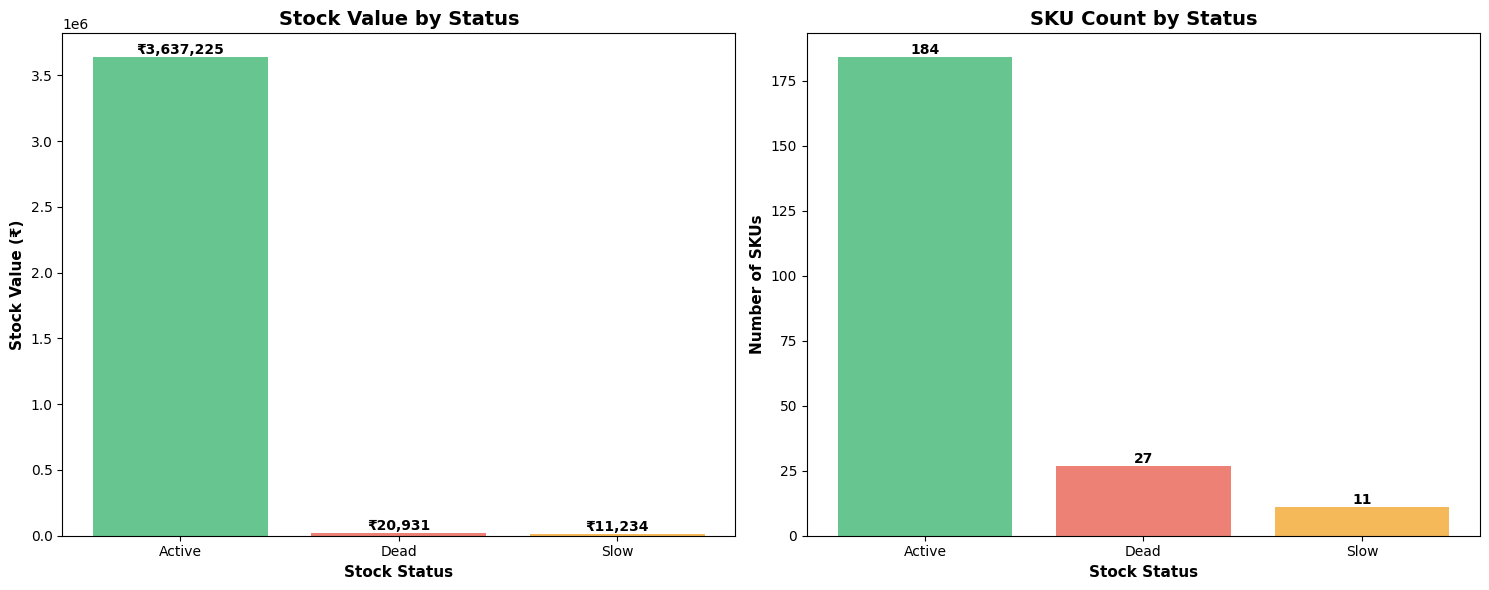 Stock Value by Status
1e6
₹3,637,225
3.5
3.0
2.5
2.0
1.5
1.0
0.5
0.0
Stock Value (₹)
₹20,931
₹11,234
Active Dead Slow
Stock Status
SKU Count by Status
184
175
150
125
100
75
50
25
0
Number of SKUs
27
11
Active Dead Slow
Stock Status